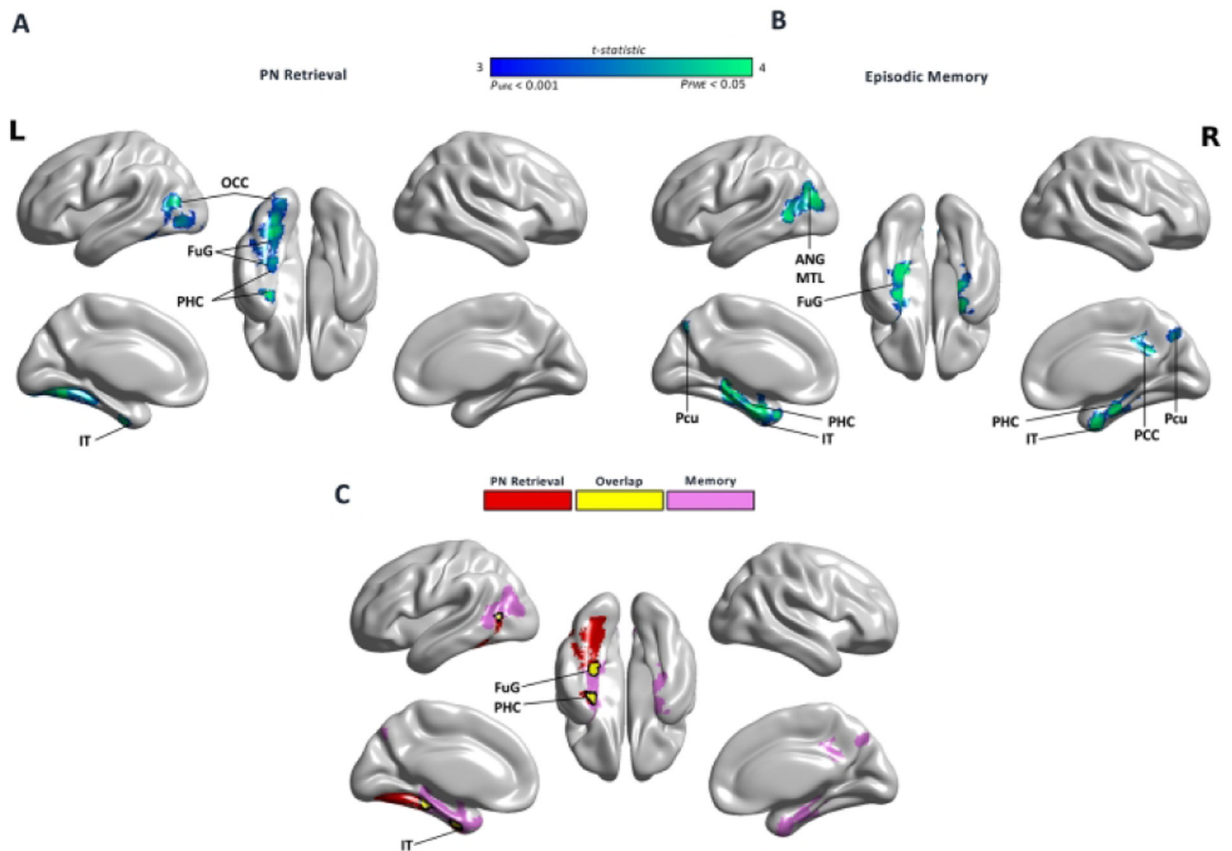 A
B
t-statistic
PN Retrieval
3
4
Episodic Memory
Punc < 0.001
PFWE < 0.05
L
R
OCC
FuG
PHC
IT
ANG
MTL
FuG
Pcu
PHC
IT
PHC
IT
PCC
Pcu
C
PN Retrieval
Overlap
Memory
FuG
PHC
IT